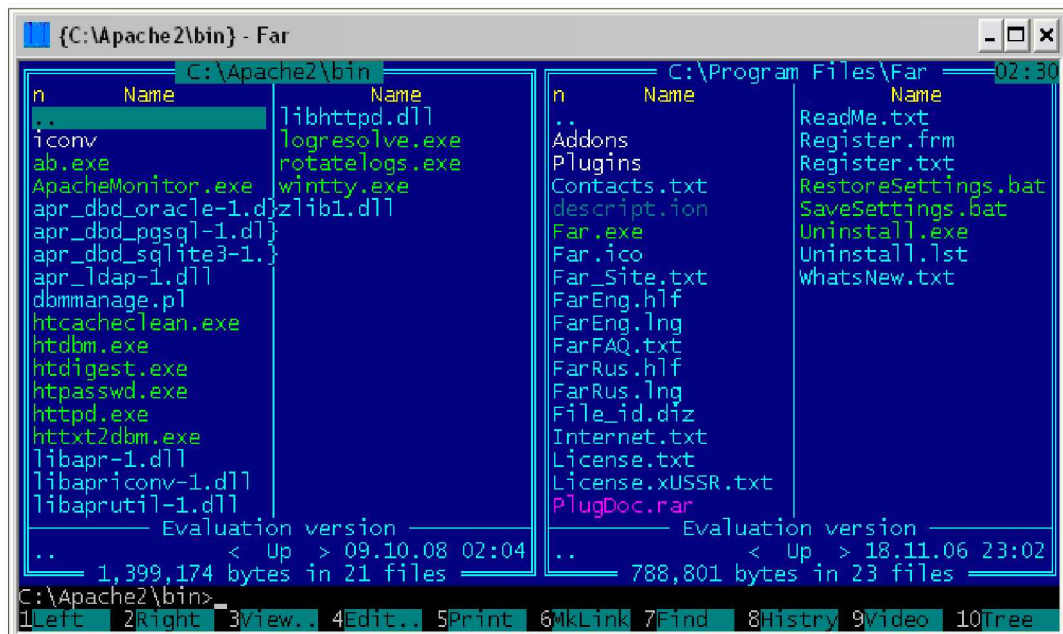 {C:\Apache2\bin} - Far
C:\Apache2\bin
n Name Name
..
iconv
ab.exe
ApacheMonitor.exe
apr_dbd_oracle-1.d}
apr_dbd_pgsql-1.dl}
apr_dbd_sqlite3-1.}
apr_ldap-1.dll
dbmmanage.pl
htcacheclean.exe
htdbm.exe
htdigest.exe
htpasswd.exe
httpd.exe
httxt2dbm.exe
libapr-1.dll
libapriconv-1.dll
libaprutil-1.dll
libhttpd.dll
logresolve.exe
rotatelogs.exe
wintty.exe
zlib1.dll
Evaluation version
.. < Up > 09.10.08 02:04
1,399,174 bytes in 21 files
C:\Program Files\Far 02:30
n Name Name
..
Addons
Plugins
Contacts.txt
descript.ion
Far.exe
Far.ico
Far_Site.txt
FarEng.hlf
FarEng.lng
FarFAQ.txt
FarRus.hlf
FarRus.lng
File_id.diz
Internet.txt
License.txt
License.xUSSR.txt
PlugDoc.rar
ReadMe.txt
Register.frm
Register.txt
RestoreSettings.bat
SaveSettings.bat
Uninstall.exe
Uninstall.lst
WhatsNew.txt
Evaluation version
.. < Up > 18.11.06 23:02
788,801 bytes in 23 files
C:\Apache2\bin>_
1Left 2Right 3View.. 4Edit.. 5Print 6MkLink 7Find 8Histry 9Video 10Tree